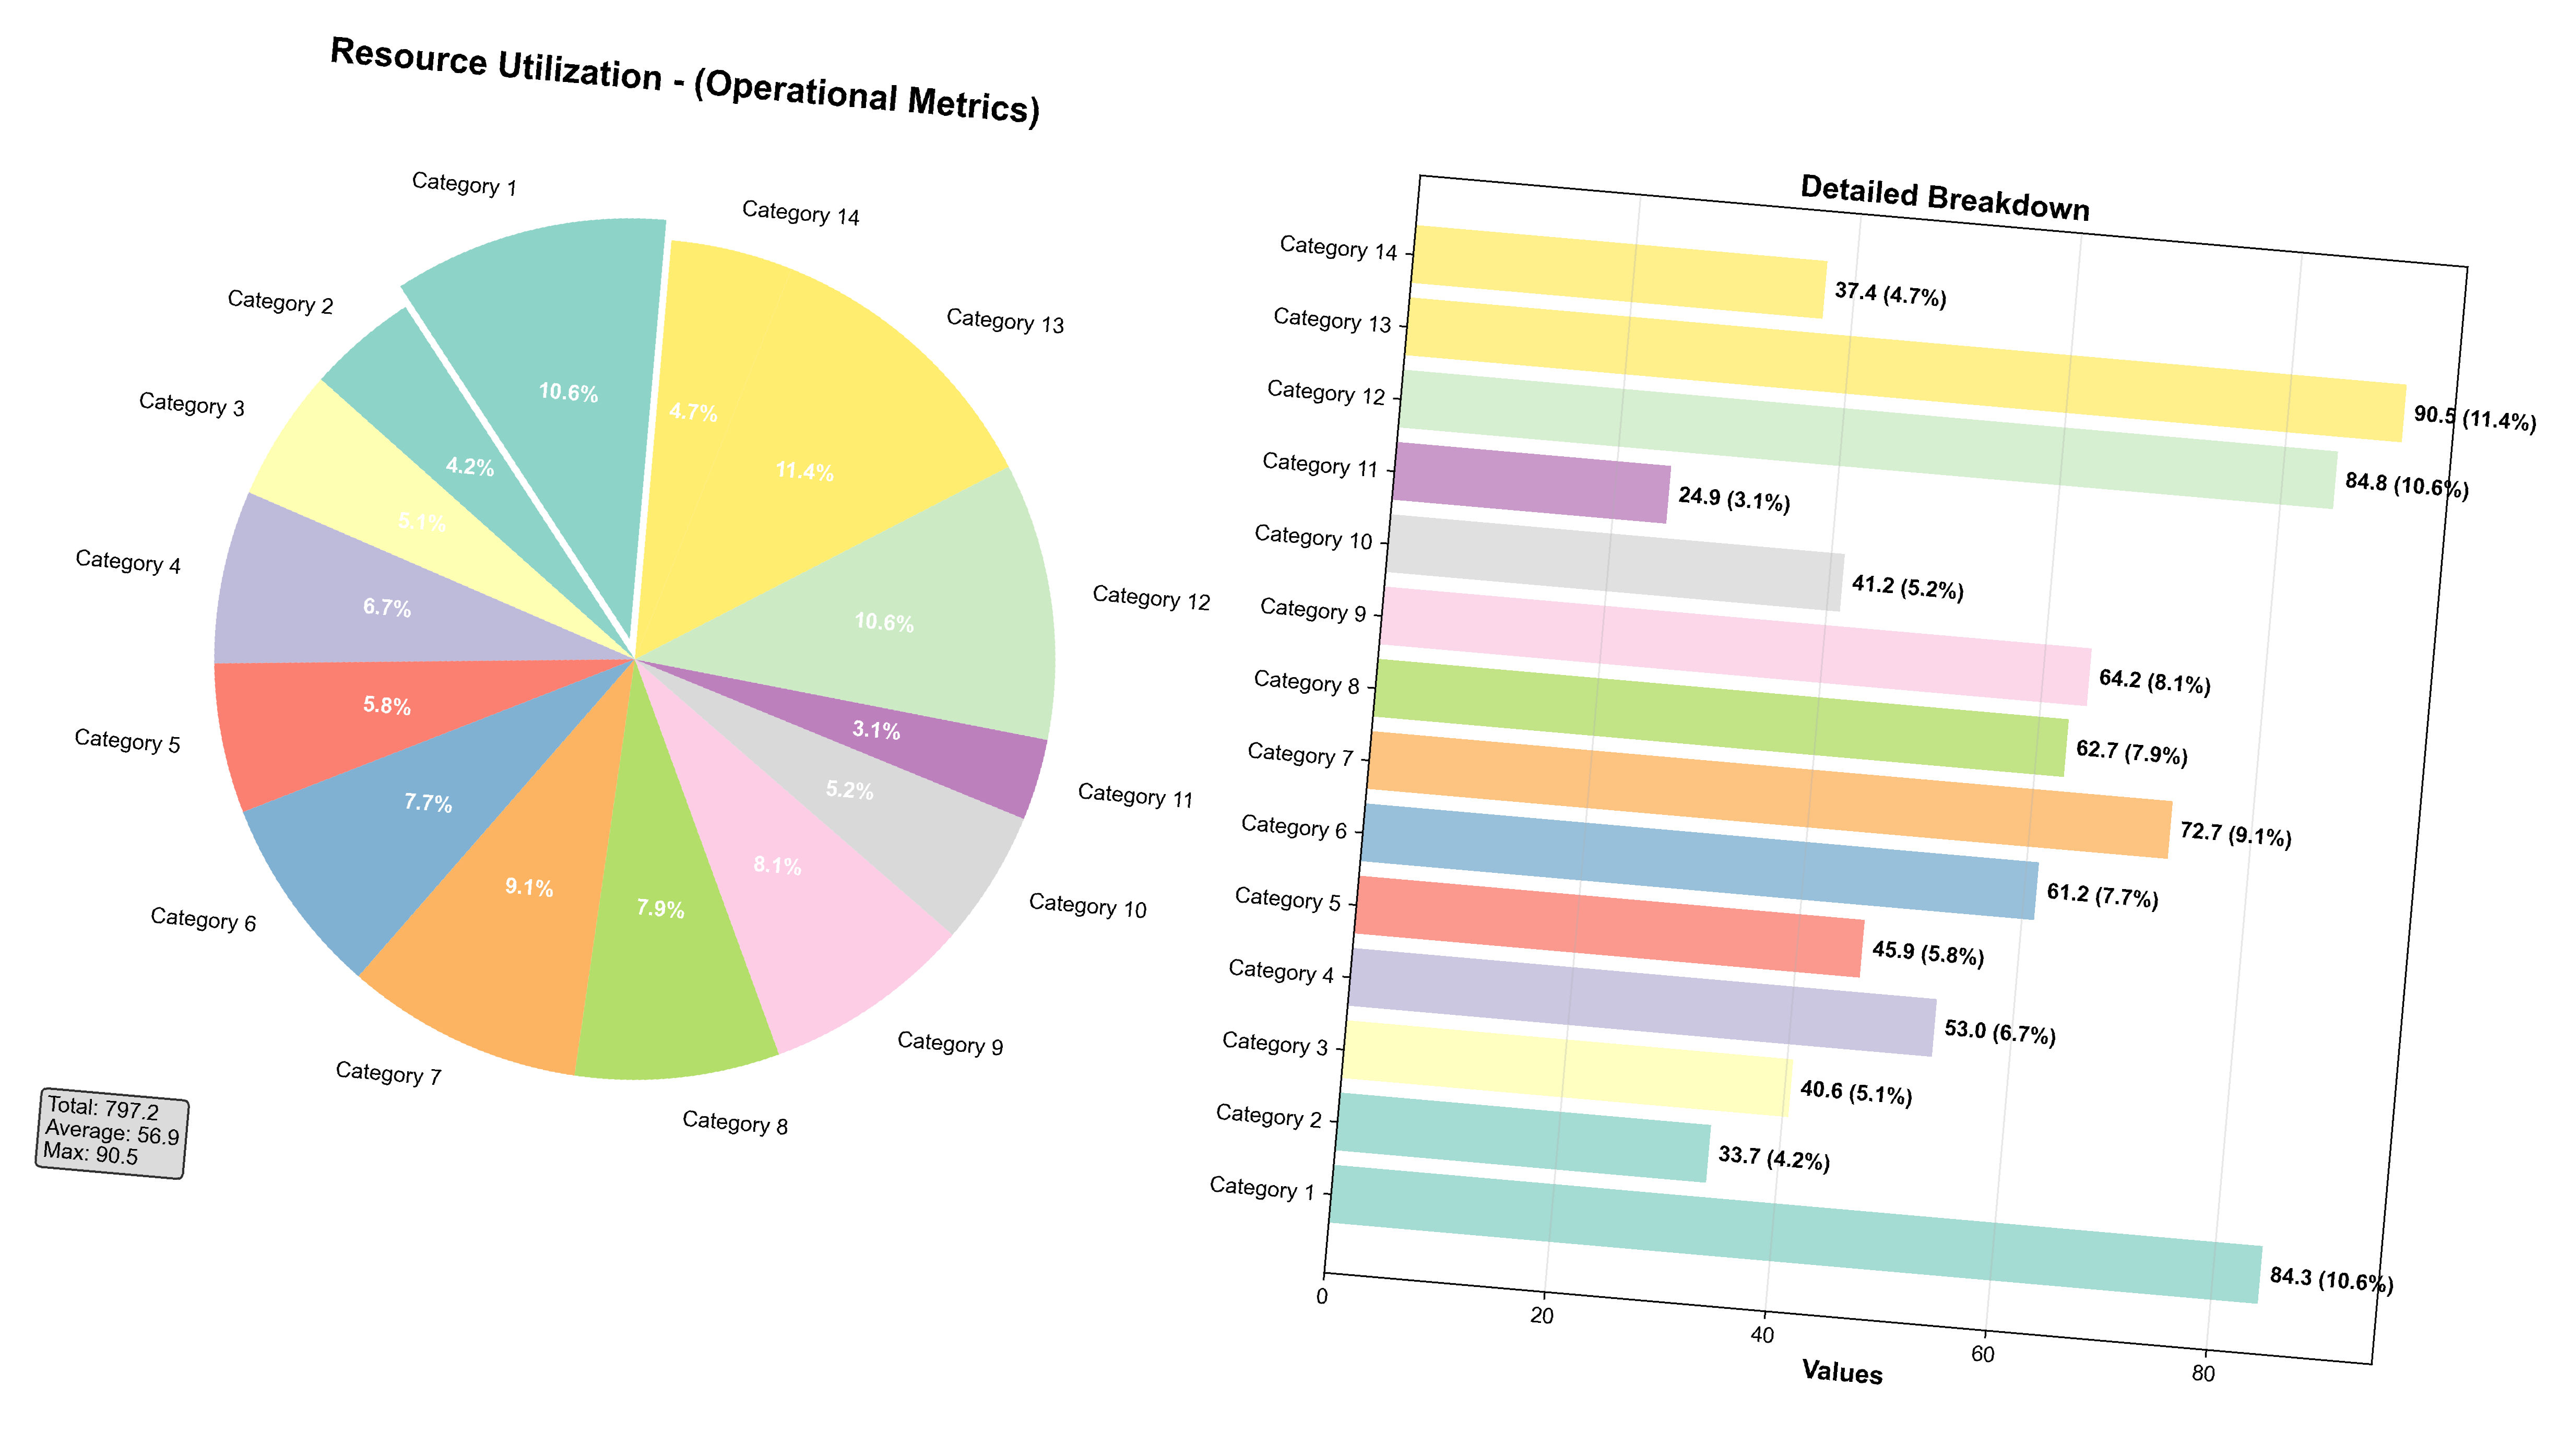 Resource Utilization - (Operational Metrics)
Category 1
Category 14
Category 2
Category 13
Category 3
Category 4
Category 12
Category 5
Category 11
Category 6
Category 10
Category 7
Category 9
Category 8
10.6%
4.7%
4.2%
11.4%
5.1%
6.7%
10.6%
5.8%
3.1%
7.7%
5.2%
9.1%
8.1%
7.9%
Total: 797.2
Average: 56.9
Max: 90.5
Detailed Breakdown
Category 14
37.4 (4.7%)
Category 13
90.5 (11.4%)
Category 12
84.8 (10.6%)
Category 11
24.9 (3.1%)
Category 10
41.2 (5.2%)
Category 9
64.2 (8.1%)
Category 8
62.7 (7.9%)
Category 7
72.7 (9.1%)
Category 6
61.2 (7.7%)
Category 5
45.9 (5.8%)
Category 4
53.0 (6.7%)
Category 3
40.6 (5.1%)
Category 2
33.7 (4.2%)
Category 1
84.3 (10.6%)
0
20
40
60
80
Values